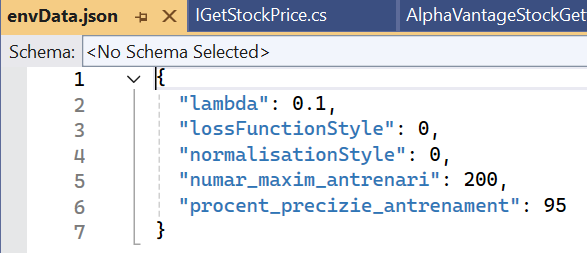 envData.json IGetStockPrice.cs AlphaVantageStockGet
Schema: <No Schema Selected>
1 {
2 "lambda": 0.1,
3 "lossFunctionStyle": 0,
4 "normalisationStyle": 0,
5 "numar_maxim_antrenari": 200,
6 "procent_precizie_antrenament": 95
7 }